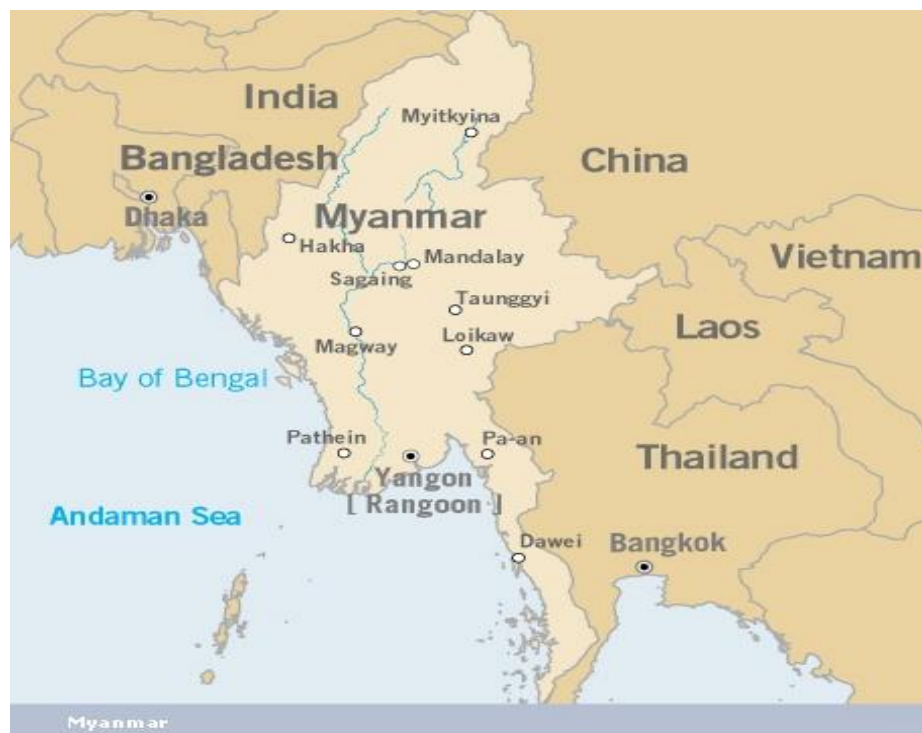 India
Myitkyina
Bangladesh
China
Dhaka
Myanmar
Hakha
Mandalay
Vietnam
Sagaing
Taunggyi
Laos
Magway
Loikaw
Bay of Bengal
Pathein
Pa-an
Thailand
Yangon
[ Rangoon ]
Andaman Sea
Dawei
Bangkok
Myanmar